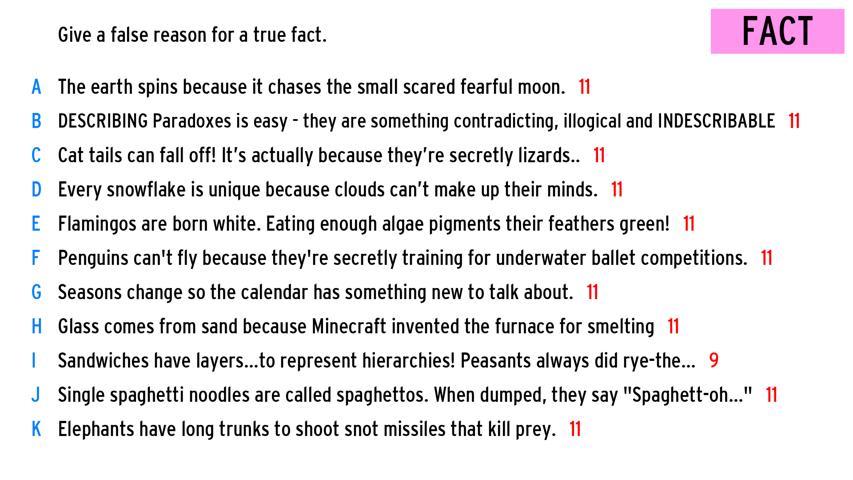 Give a false reason for a true fact.
FACT
A The earth spins because it chases the small scared fearful moon. 11
B DESCRIBING Paradoxes is easy - they are something contradicting, illogical and INDESCRIBABLE 11
C Cat tails can fall off! It's actually because they're secretly lizards.. 11
D Every snowflake is unique because clouds can't make up their minds. 11
E Flamingos are born white. Eating enough algae pigments their feathers green! 11
F Penguins can't fly because they're secretly training for underwater ballet competitions. 11
G Seasons change so the calendar has something new to talk about. 11
H Glass comes from sand because Minecraft invented the furnace for smelting 11
I Sandwiches have layers...to represent hierarchies! Peasants always did rye-the... 9
J Single spaghetti noodles are called spaghettos. When dumped, they say "Spaghett-oh..." 11
K Elephants have long trunks to shoot snot missiles that kill prey. 11